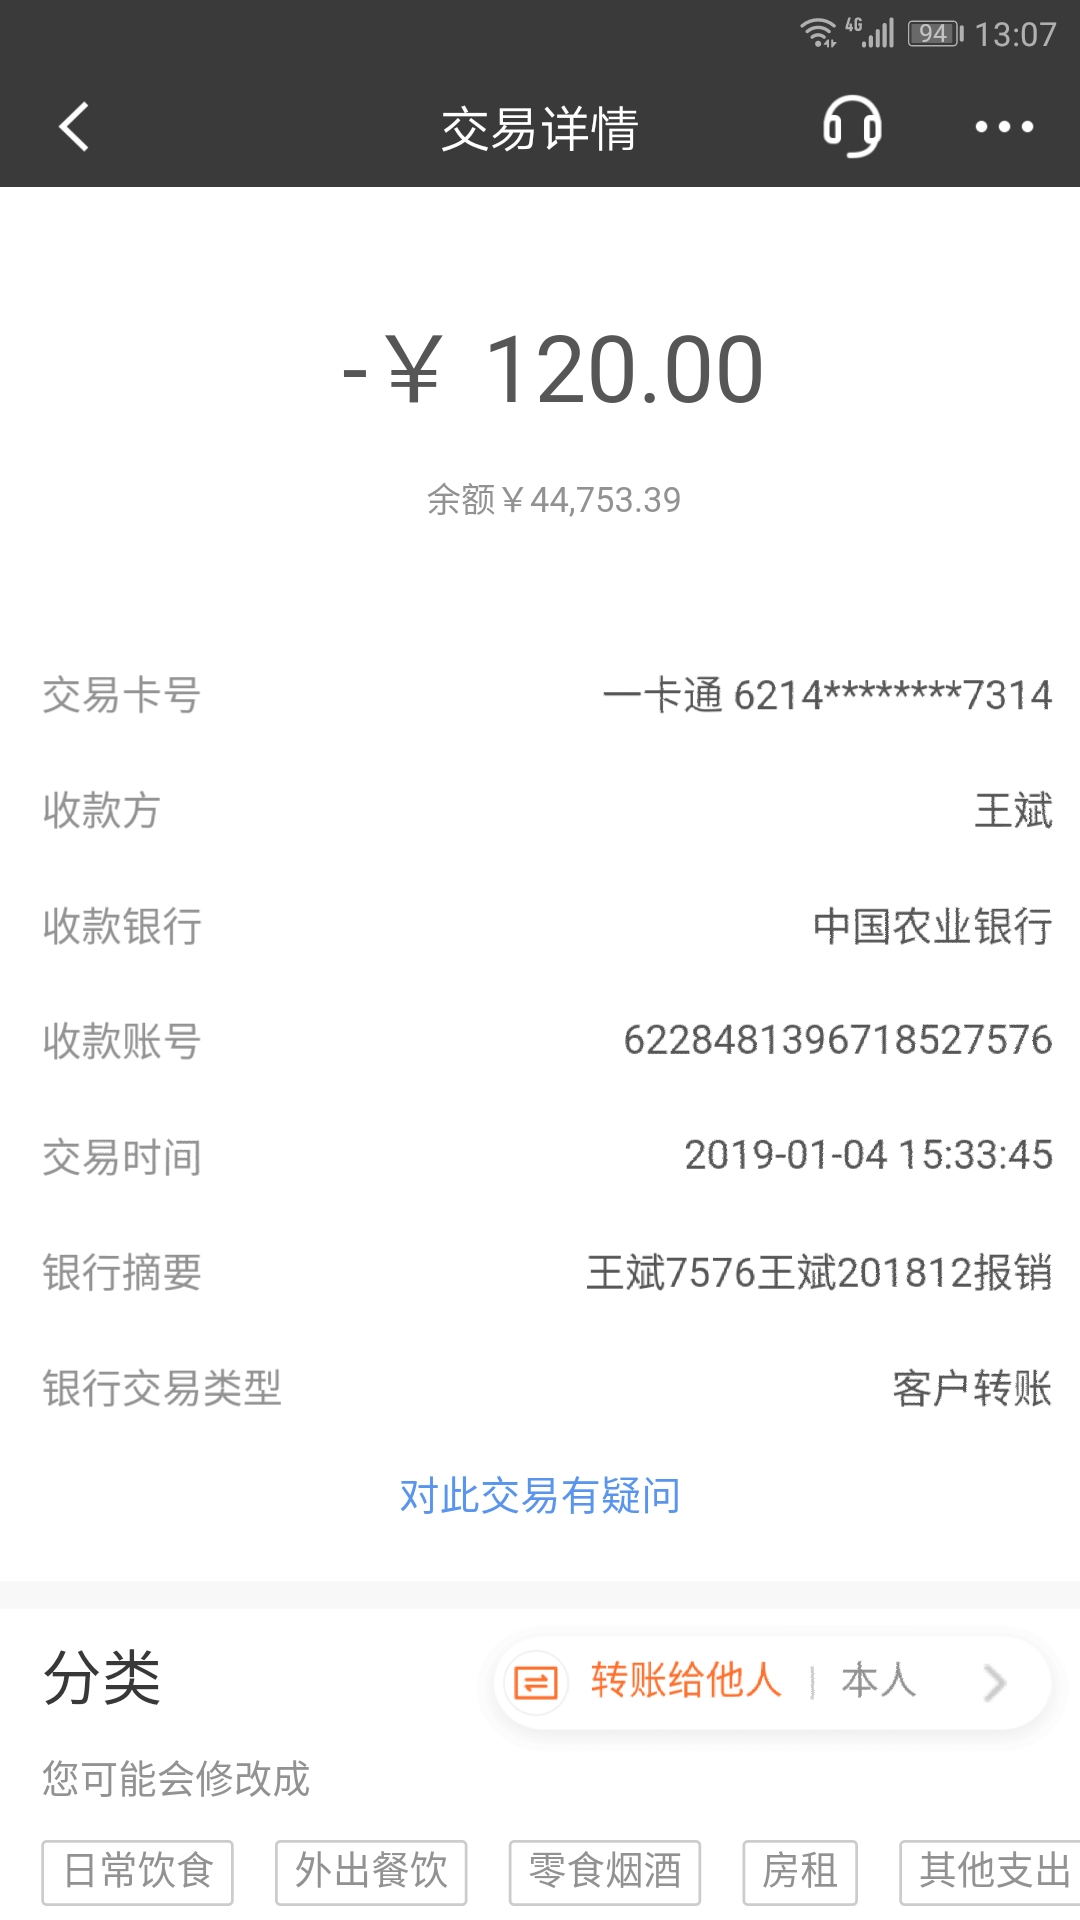 4G 94 13:07
交易详情
-￥ 120.00
余额￥44,753.39
交易卡号 一卡通 6214********7314
收款方 王斌
收款银行 中国农业银行
收款账号 6228481396718527576
交易时间 2019-01-04 15:33:45
银行摘要 王斌7576王斌201812报销
银行交易类型 客户转账
对此交易有疑问
分类 转账给他人 | 本人
您可能会修改成
日常饮食 外出餐饮 零食烟酒 房租 其他支出